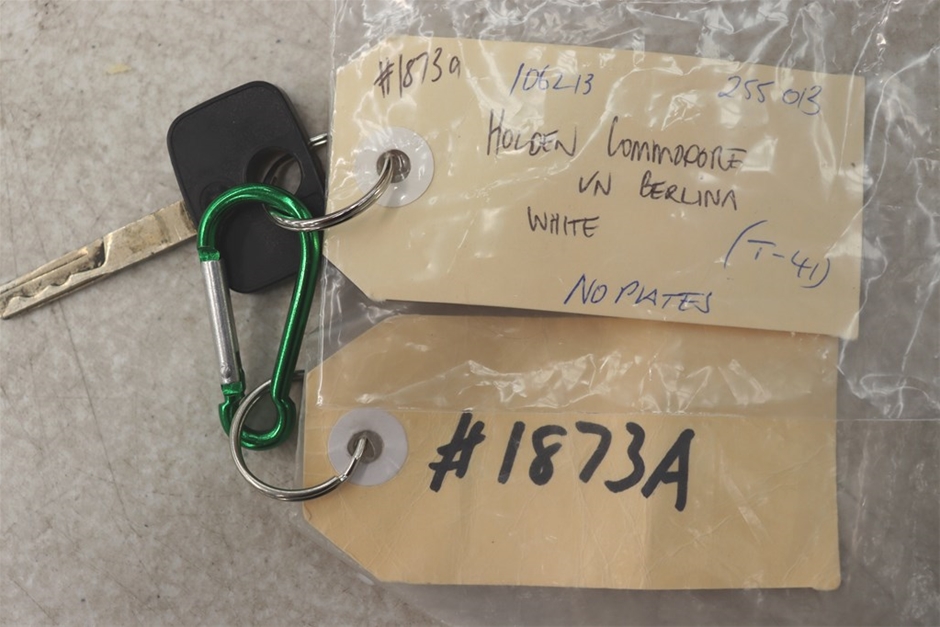 #1873a 106213 255 013
HOLDEN COMMODORE
VN BERLINA
WHITE
(T-41)
NO PLATES
#1873A